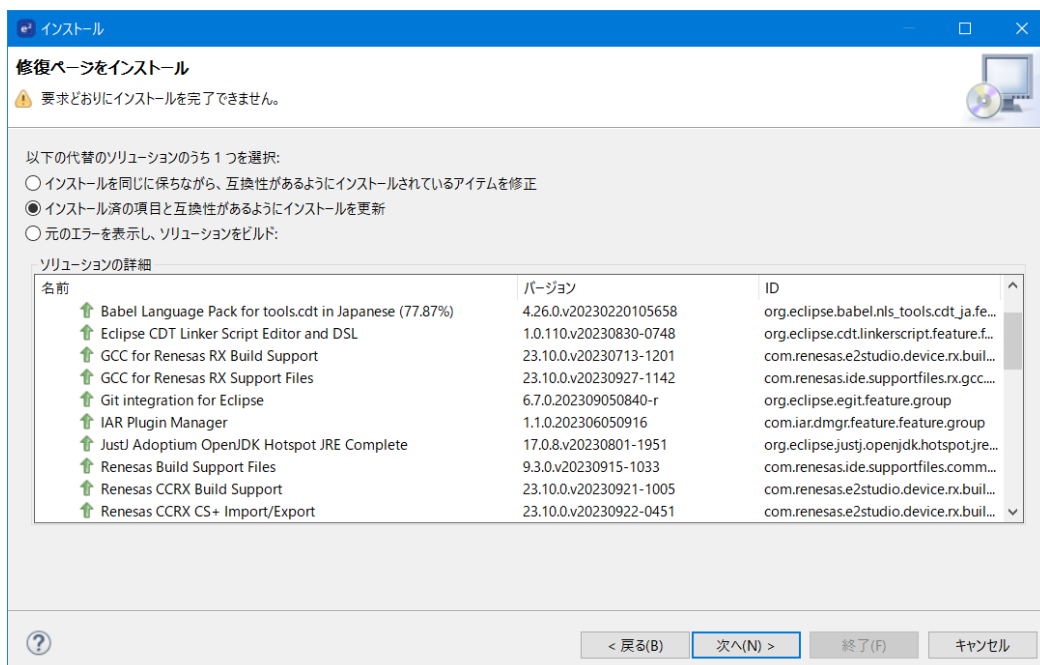 e² インストール
修復ページをインストール
要求どおりにインストールを完了できません。
以下の代替のソリューションのうち 1 つを選択:
インストールを同じに保ちながら、互換性があるようにインストールされているアイテムを修正
インストール済の項目と互換性があるようにインストールを更新
元のエラーを表示し、ソリューションをビルド:
ソリューションの詳細
名前 バージョン ID
Babel Language Pack for tools.cdt in Japanese (77.87%) 4.26.0.v20230220105658 org.eclipse.babel.nls_tools.cdt_ja.fe...
Eclipse CDT Linker Script Editor and DSL 1.0.110.v20230830-0748 org.eclipse.cdt.linkerscript.feature.f...
GCC for Renesas RX Build Support 23.10.0.v20230713-1201 com.renesas.e2studio.device.rx.buil...
GCC for Renesas RX Support Files 23.10.0.v20230927-1142 com.renesas.ide.supportfiles.rx.gcc....
Git integration for Eclipse 6.7.0.202309050840-r org.eclipse.egit.feature.group
IAR Plugin Manager 1.1.0.202306050916 com.iar.dmgr.feature.feature.group
JustJ Adoptium OpenJDK Hotspot JRE Complete 17.0.8.v20230801-1951 org.eclipse.justj.openjdk.hotspot.jre...
Renesas Build Support Files 9.3.0.v20230915-1033 com.renesas.ide.supportfiles.comm...
Renesas CCRX Build Support 23.10.0.v20230921-1005 com.renesas.e2studio.device.rx.buil...
Renesas CCRX CS+ Import/Export 23.10.0.v20230922-0451 com.renesas.e2studio.device.rx.buil...
? < 戻る(B) 次へ(N) > 終了(F) キャンセル